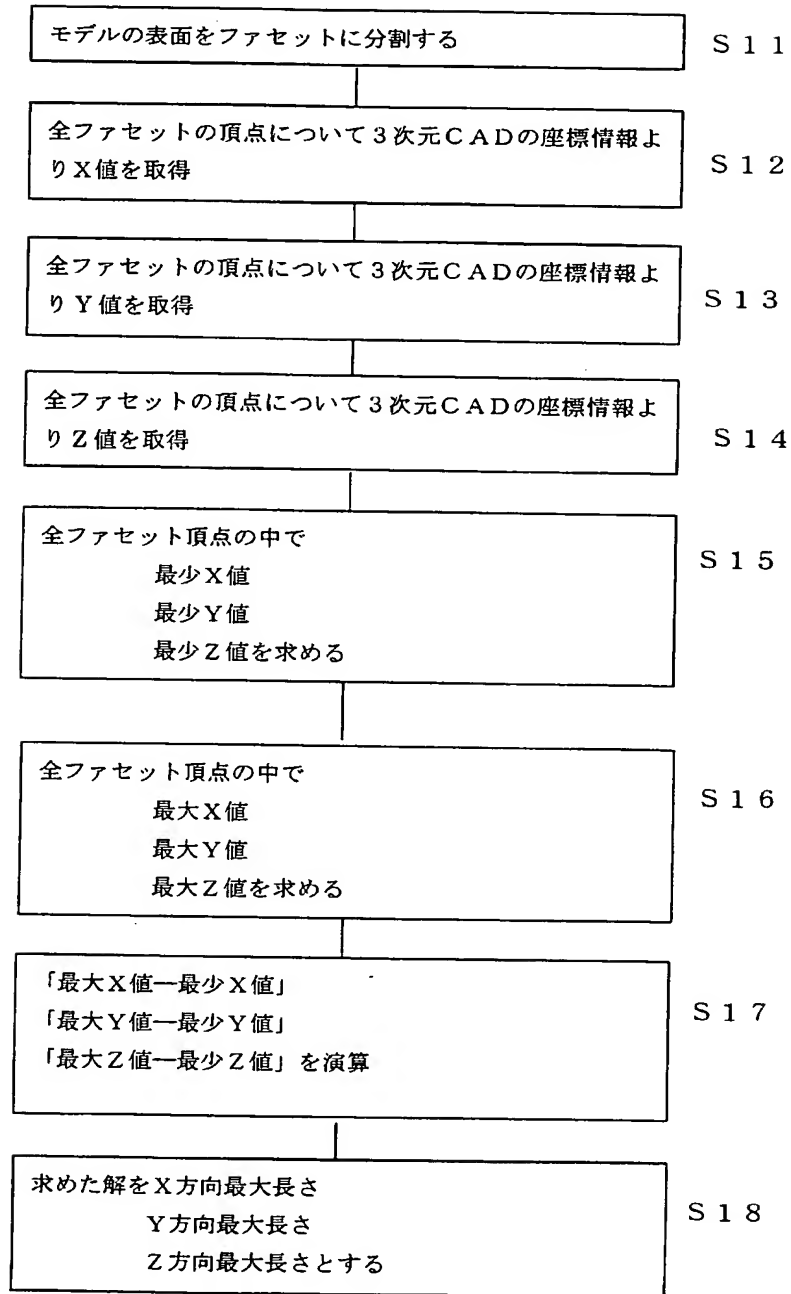 モデルの表面をファセットに分割する
S11
全ファセットの頂点について3次元CADの座標情報よ
りX値を取得
S12
全ファセットの頂点について3次元CADの座標情報よ
りY値を取得
S13
全ファセットの頂点について3次元CADの座標情報よ
りZ値を取得
S14
全ファセット頂点の中で
最少X値
最少Y値
最少Z値を求める
S15
全ファセット頂点の中で
最大X値
最大Y値
最大Z値を求める
S16
「最大X値―最少X値」
「最大Y値―最少Y値」
「最大Z値―最少Z値」を演算
S17
求めた解をX方向最大長さ
Y方向最大長さ
Z方向最大長さとする
S18